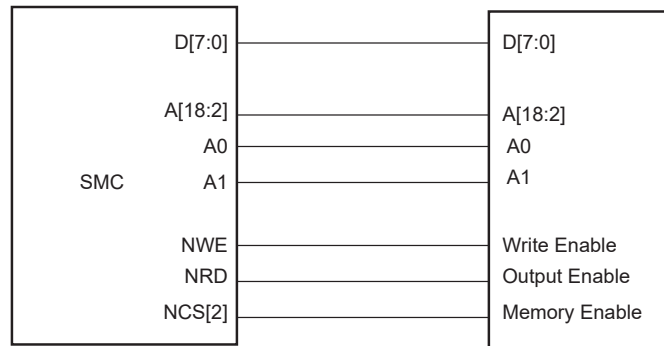 D[7:0] D[7:0]
A[18:2] A[18:2]
A0 A0
SMC A1 A1
NWE Write Enable
NRD Output Enable
NCS[2] Memory Enable